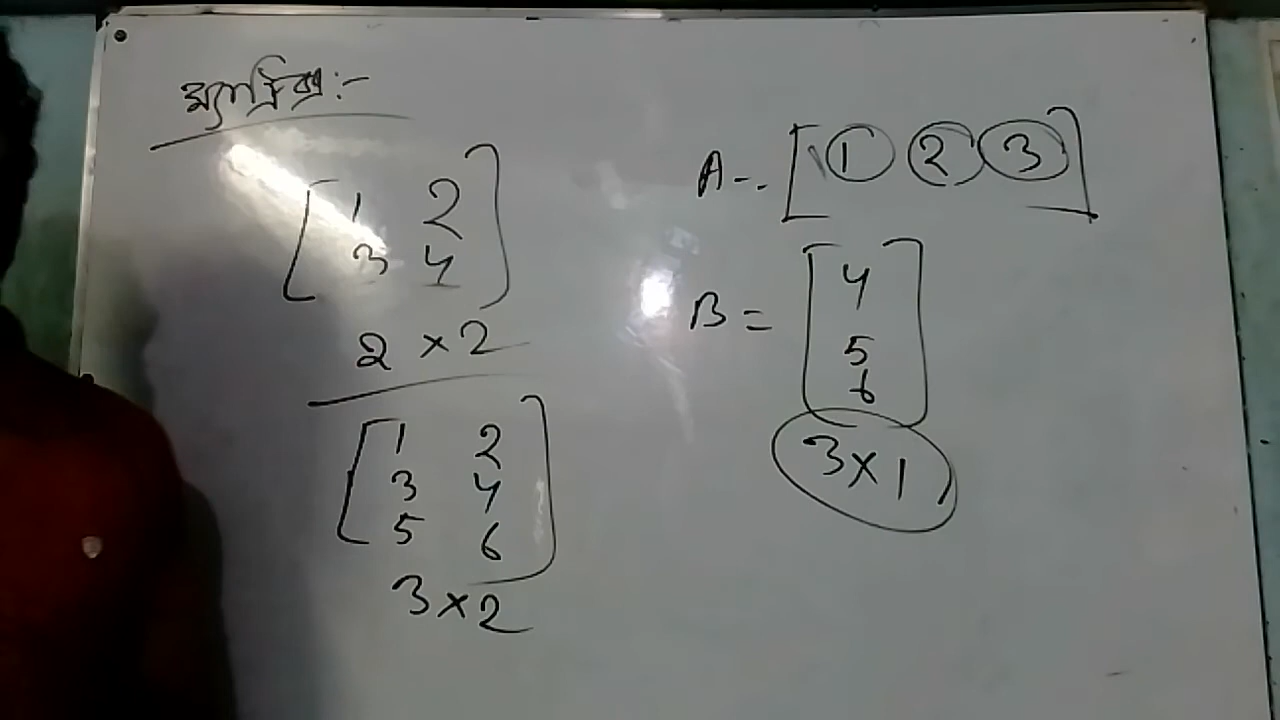 ম্যাট্রিক্স :-
[ 1 2
3 4 ]
2 × 2
[ 1 2
3 4
5 6 ]
3 × 2
A = [ 1 2 3 ]
B = [ 4
5
6 ]
3 × 1